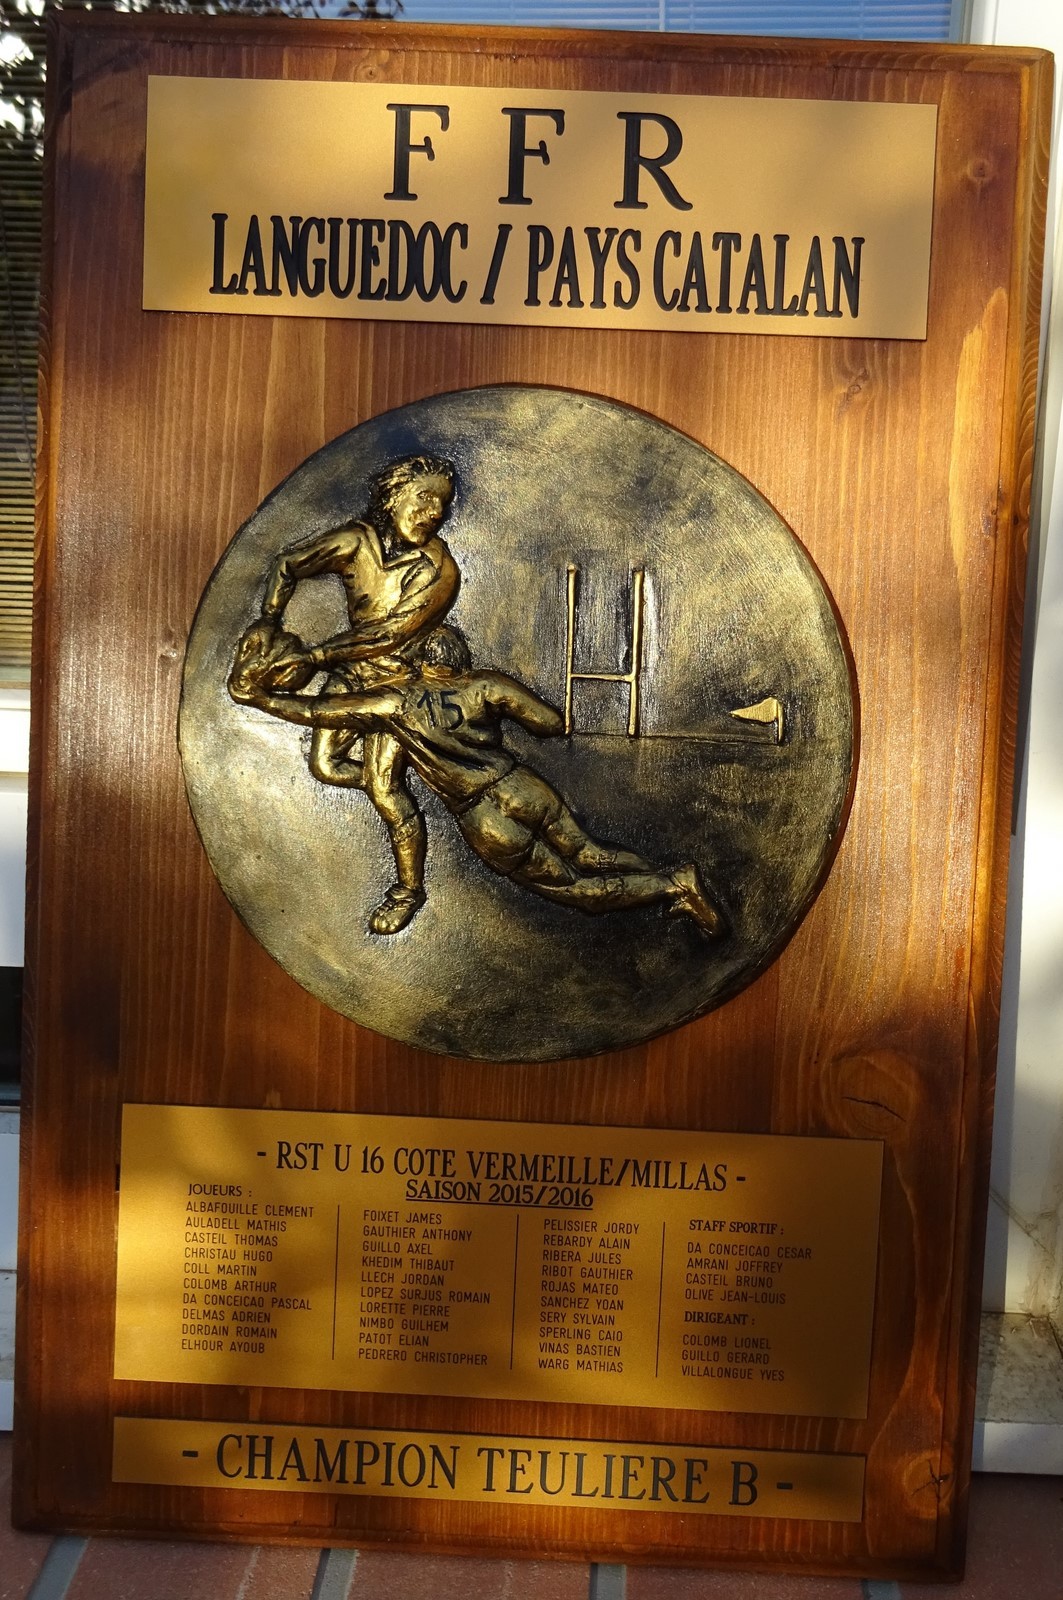 F F R
LANGUEDOC / PAYS CATALAN
15
- RST U 16 COTE VERMEILLE/MILLAS -
SAISON 2015/2016
JOUEURS :
ALBAFOUILLE CLEMENT
AULADELL MATHIS
CASTEIL THOMAS
CHRISTAU HUGO
COLL MARTIN
COLOMB ARTHUR
DA CONCEICAO PASCAL
DELMAS ADRIEN
DORDAIN ROMAIN
ELHOUR AYOUB
FOIXET JAMES
GAUTHIER ANTHONY
GUILLO AXEL
KHEDIM THIBAUT
LLECH JORDAN
LOPEZ SURJUS ROMAIN
LORETTE PIERRE
NIMBO GUILHEM
PATOT ELIAN
PEDRERO CHRISTOPHER
PELISSIER JORDY
REBARDY ALAIN
RIBERA JULES
RIBOT GAUTHIER
ROJAS MATEO
SANCHEZ YOAN
SERY SYLVAIN
SPERLING CAIO
VINAS BASTIEN
WARG MATHIAS
STAFF SPORTIF :
DA CONCEICAO CESAR
AMRANI JOFFREY
CASTEIL BRUNO
OLIVE JEAN-LOUIS
DIRIGEANT :
COLOMB LIONEL
GUILLO GERARD
VILLALONGUE YVES
- CHAMPION TEULIERE B -